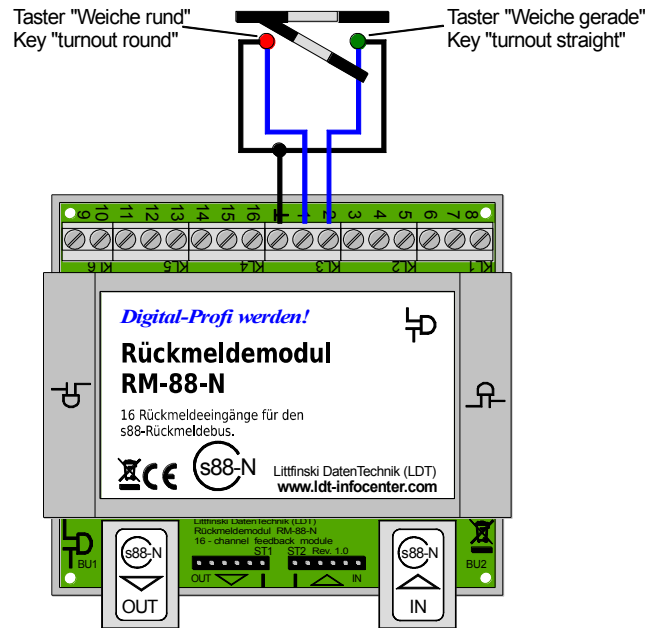 Taster "Weiche rund"
Key "turnout round"
Taster "Weiche gerade"
Key "turnout straight"
9 10 11 12 13 14 15 16 1 2 3 4 5 6 7 8
KL6 KL5 KL4 KL3 KL2 KL1
Digital-Profi werden!
Rückmeldemodul
RM-88-N
16 Rückmeldeeingänge für den
s88-Rückmeldebus.
CE
s88-N
Littfinski DatenTechnik (LDT)
www.ldt-infocenter.com
Littfinski DatenTechnik (LDT)
Rückmeldemodul RM-88-N
16 - channel feedback module
ST1 ST2 Rev. 1.0
BU1
s88-N
OUT
OUT
IN
s88-N
IN
BU2